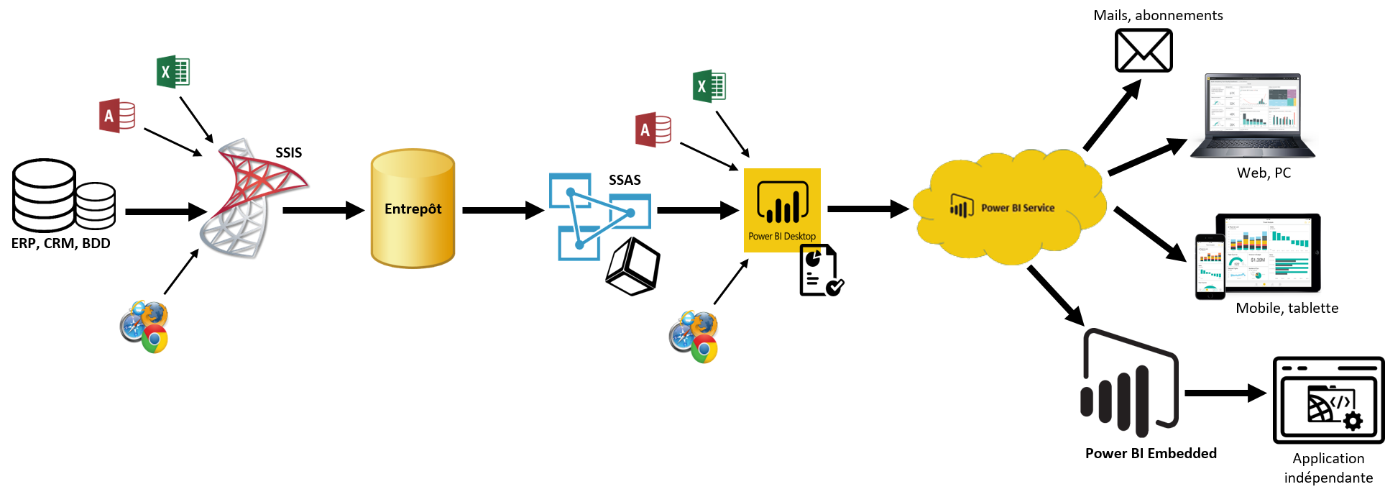 Mails, abonnements
X
X
A
A
SSIS
SSAS
Web, PC
Entrepôt
Power BI Service
Power BI Desktop
ERP, CRM, BDD
Mobile, tablette
</>
Power BI Embedded
Application
indépendante